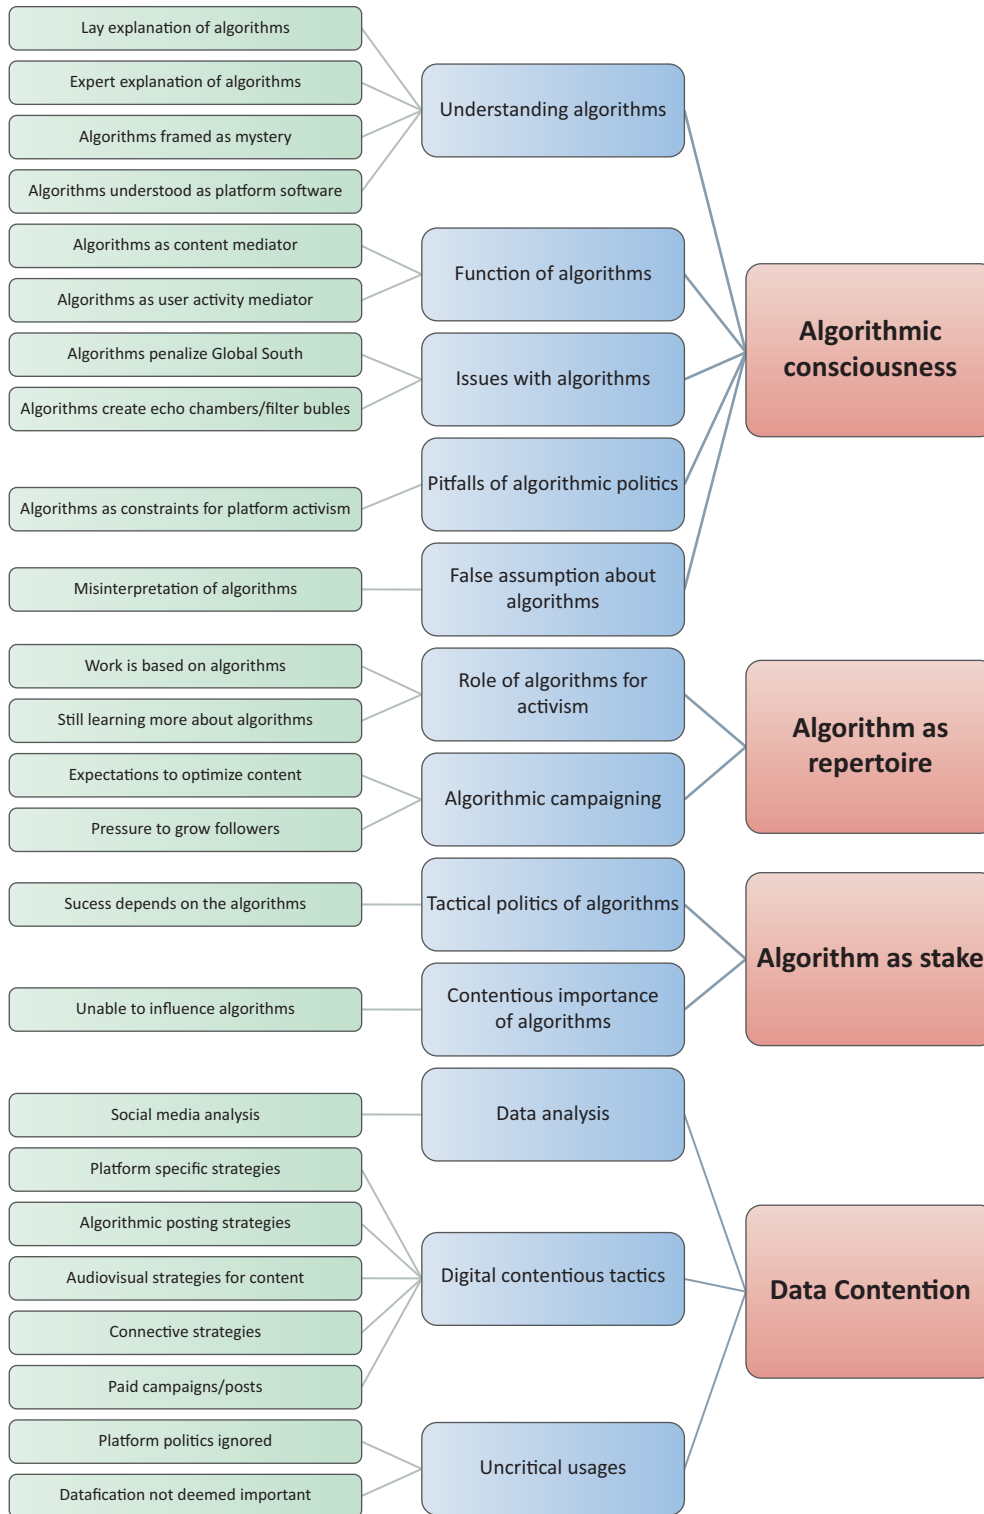 Lay explanation of algorithms
Expert explanation of algorithms
Algorithms framed as mystery
Algorithms understood as platform software
Algorithms as content mediator
Algorithms as user activity mediator
Algorithms penalize Global South
Algorithms create echo chambers/filter bubles
Algorithms as constraints for platform activism
Misinterpretation of algorithms
Work is based on algorithms
Still learning more about algorithms
Expectations to optimize content
Pressure to grow followers
Sucess depends on the algorithms
Unable to influence algorithms
Social media analysis
Platform specific strategies
Algorithmic posting strategies
Audiovisual strategies for content
Connective strategies
Paid campaigns/posts
Platform politics ignored
Datafication not deemed important
Understanding algorithms
Function of algorithms
Issues with algorithms
Pitfalls of algorithmic politics
False assumption about
algorithms
Role of algorithms for
activism
Algorithmic campaigning
Tactical politics of algorithms
Contentious importance
of algorithms
Data analysis
Digital contentious tactics
Uncritical usages
Algorithmic
consciousness
Algorithm as
repertoire
Algorithm as stake
Data Contention